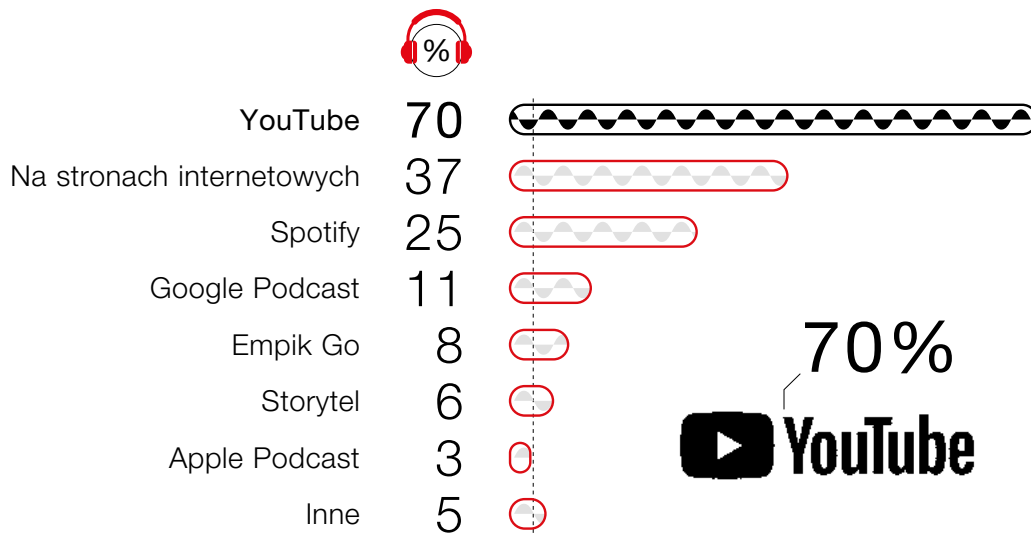 %
YouTube 70
Na stronach internetowych 37
Spotify 25
Google Podcast 11
Empik Go 8
Storytel 6
Apple Podcast 3
Inne 5
70%
YouTube